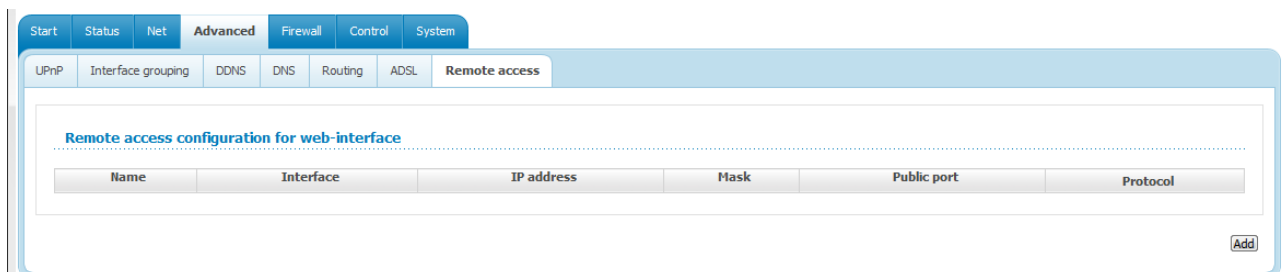 Start Status Net Advanced Firewall Control System
UPnP Interface grouping DDNS DNS Routing ADSL Remote access
Remote access configuration for web-interface
Name Interface IP address Mask Public port Protocol
Add